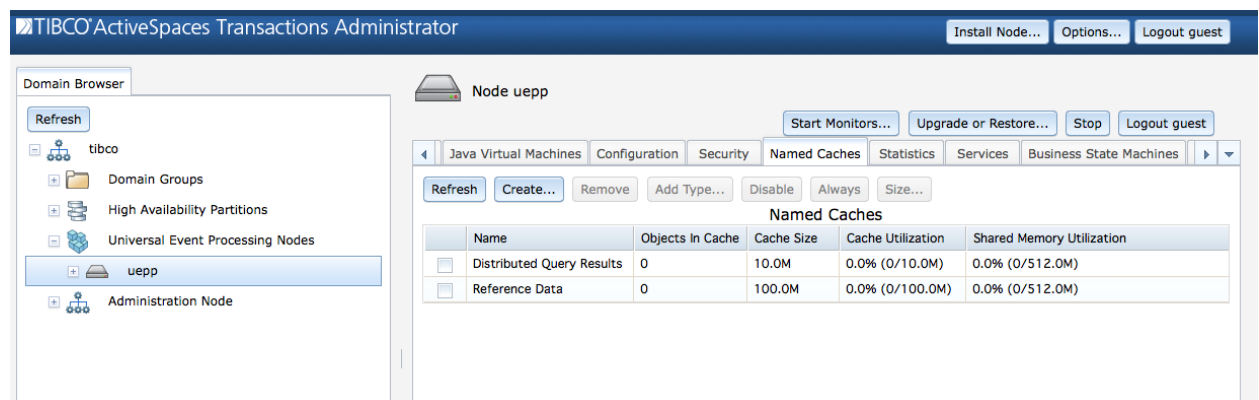 TIBCO® ActiveSpaces Transactions Administrator
Install Node... Options... Logout guest
Domain Browser
Refresh
tibco
Domain Groups
High Availability Partitions
Universal Event Processing Nodes
uepp
Administration Node
Node uepp
Start Monitors... Upgrade or Restore... Stop Logout guest
Java Virtual Machines Configuration Security Named Caches Statistics Services Business State Machines
Refresh Create... Remove Add Type... Disable Always Size...
Named Caches
Name Objects In Cache Cache Size Cache Utilization Shared Memory Utilization
Distributed Query Results 0 10.0M 0.0% (0/10.0M) 0.0% (0/512.0M)
Reference Data 0 100.0M 0.0% (0/100.0M) 0.0% (0/512.0M)